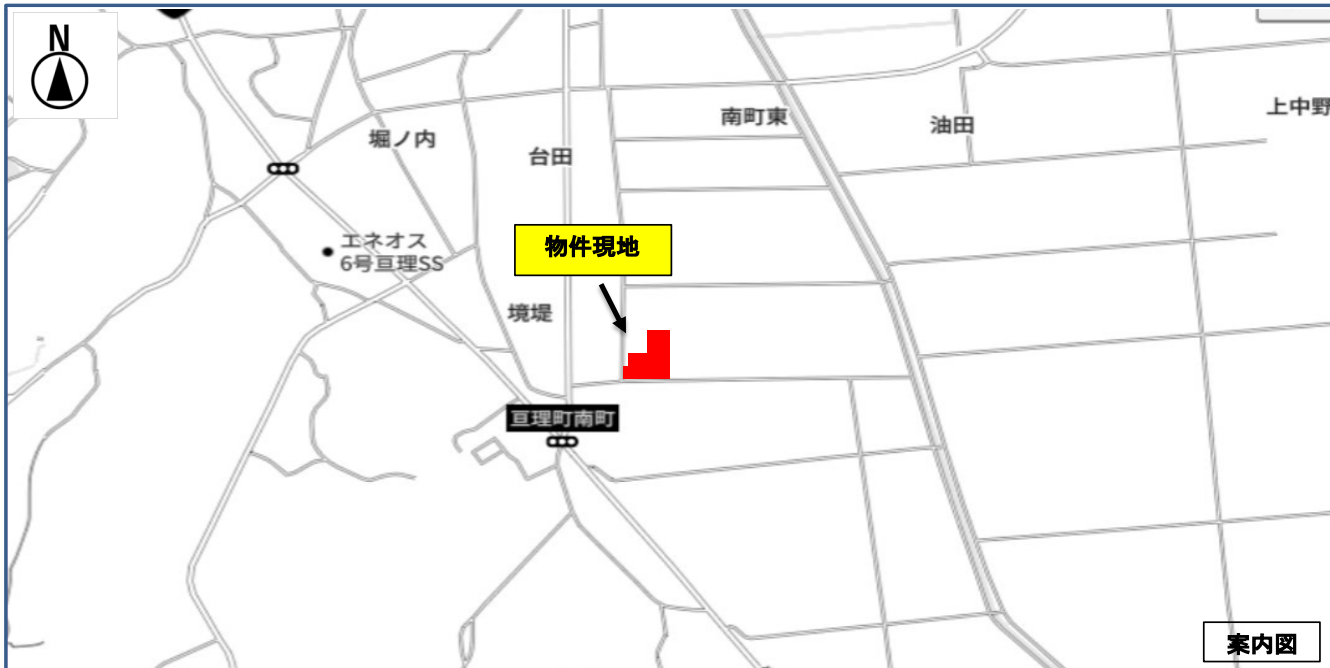 N
南町東
上中野
油田
堀ノ内
台田
物件現地
エネオス
6号亘理SS
境堤
亘理町南町
案内図